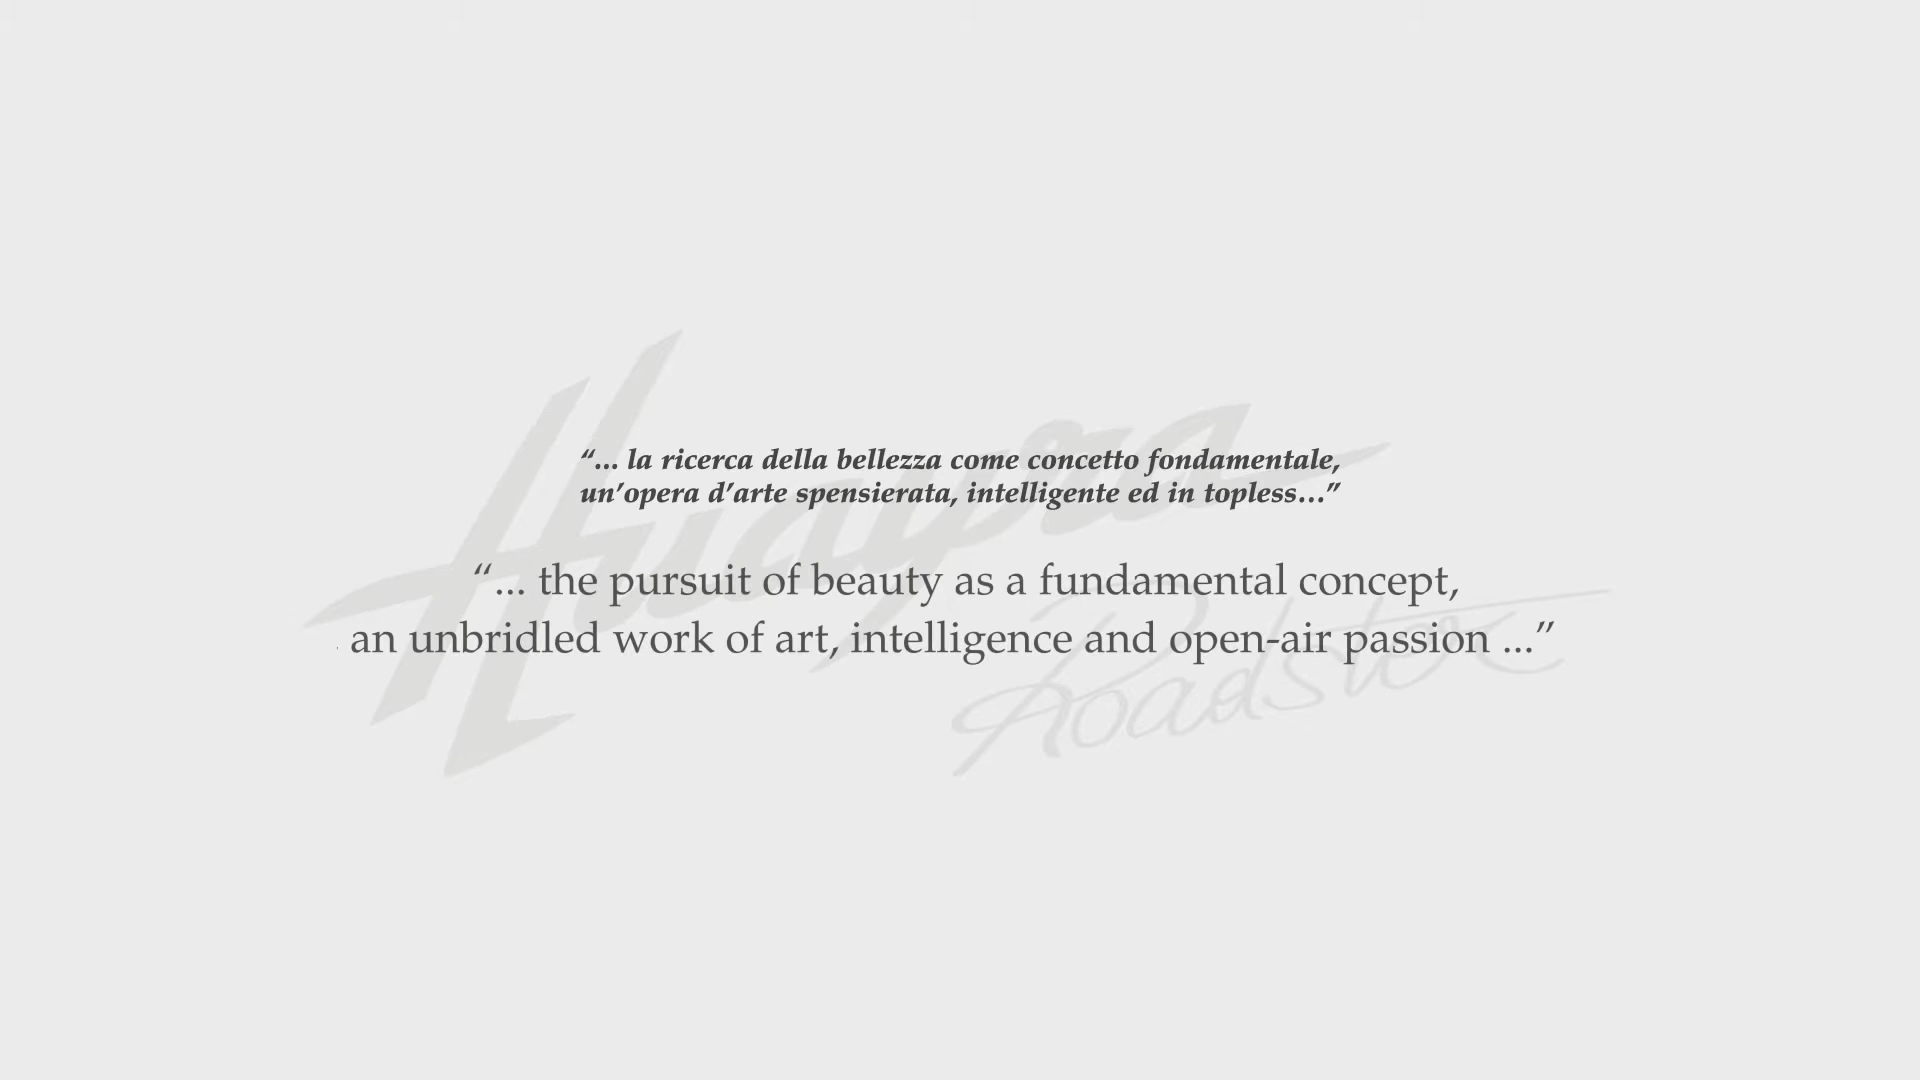 “... la ricerca della bellezza come concetto fondamentale,
un’opera d’arte spensierata, intelligente ed in topless...”
“... the pursuit of beauty as a fundamental concept,
an unbridled work of art, intelligence and open-air passion ...”
Huayra
Roadster